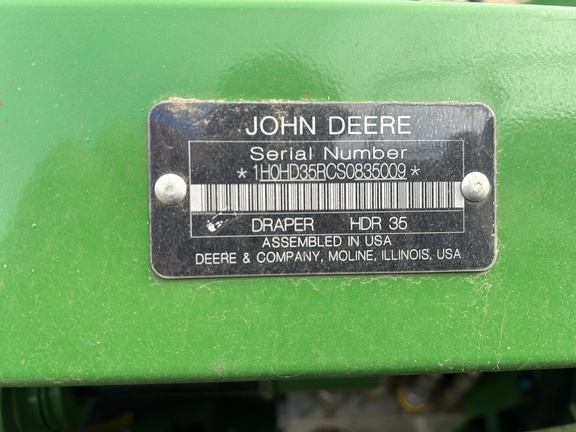 JOHN DEERE
Serial Number
*1H0HD35RCS0835009*
DRAPER HDR 35
ASSEMBLED IN USA
DEERE & COMPANY, MOLINE, ILLINOIS, USA